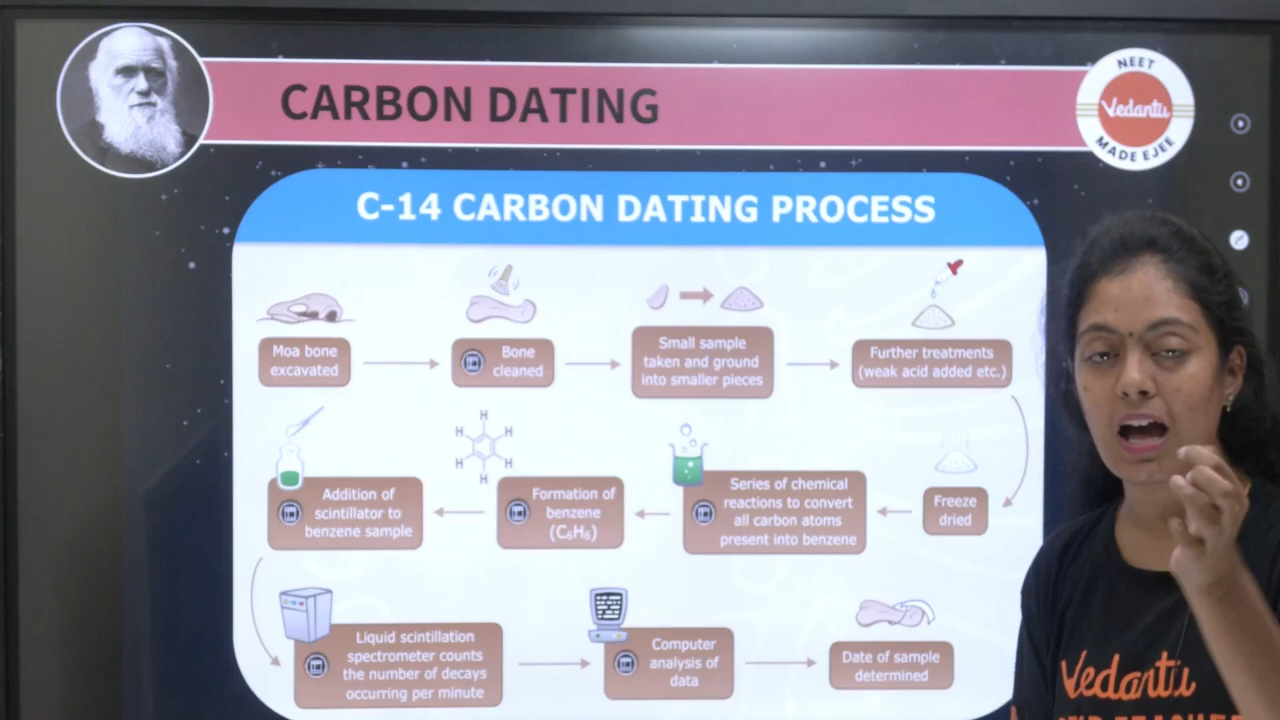 CARBON DATING
NEET
Vedantu
MADE EJEE
C-14 CARBON DATING PROCESS
Moa bone
excavated
Bone
cleaned
Small sample
taken and ground
into smaller pieces
Further treatments
(weak acid added etc.)
Freeze
dried
Series of chemical
reactions to convert
all carbon atoms
present into benzene
Formation of
benzene
(C₆H₆)
H
H
H
H
H
H
Addition of
scintillator to
benzene sample
Liquid scintillation
spectrometer counts
the number of decays
occurring per minute
Computer
analysis of
data
Date of sample
determined
Vedantu